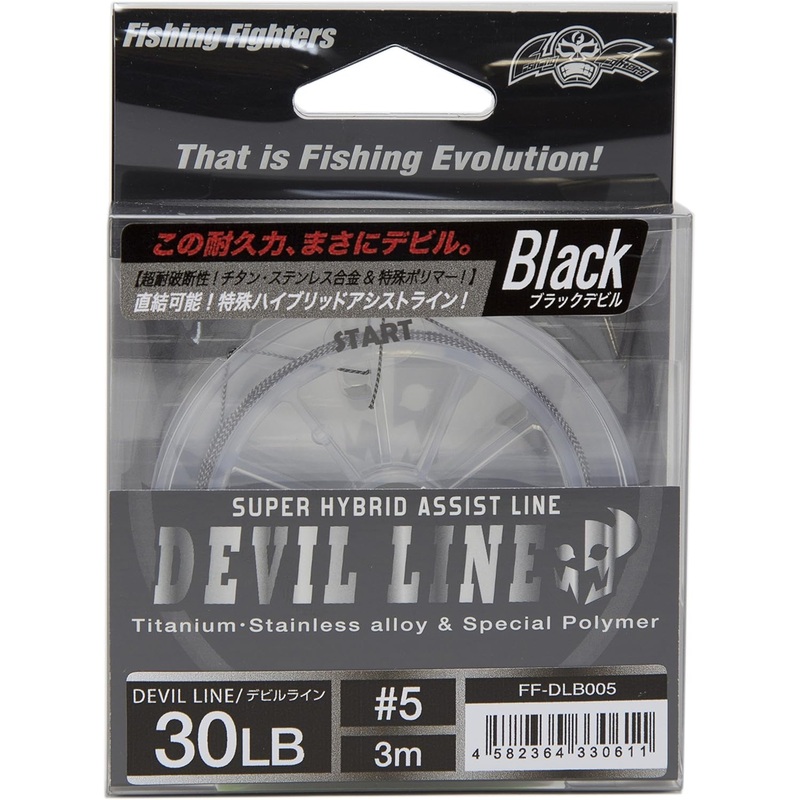 Fishing Fighters
That is Fishing Evolution!
この耐久力、まさにデビル。
【超耐破断性！チタン・ステンレス合金 & 特殊ポリマー！】
直結可能！特殊ハイブリッドアシストライン！
Black
ブラックデビル
START
SUPER HYBRID ASSIST LINE
DEVIL LINE
Titanium・Stainless alloy & Special Polymer
DEVIL LINE/デビルライン
30LB
#5
3m
FF-DLB005
4 582364 330611